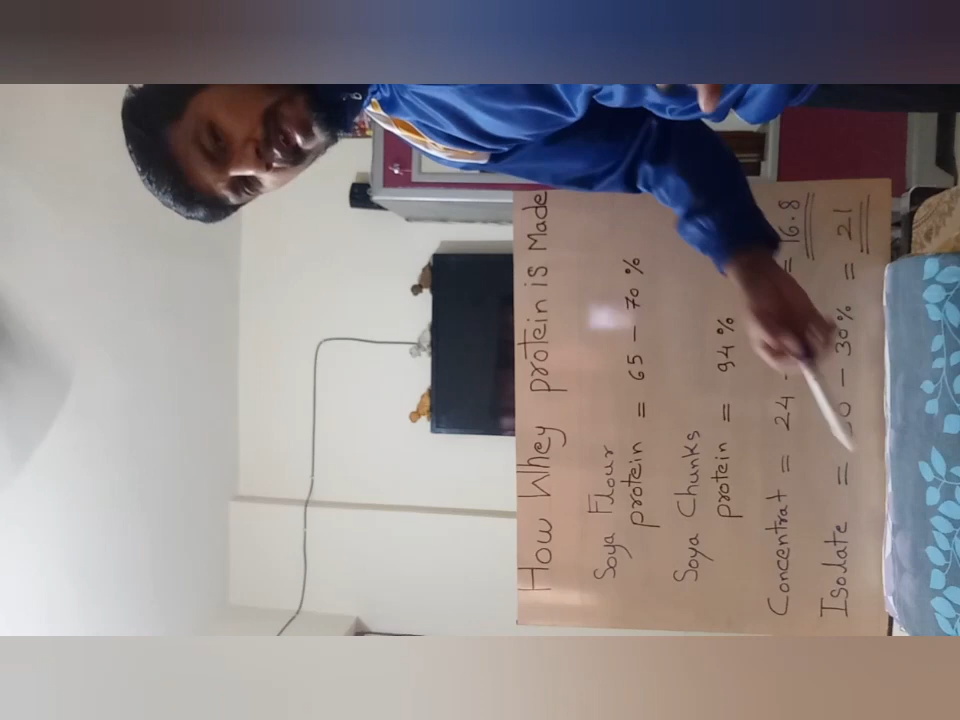 How Whey protein is Made
Soya Flour
protein = 65 - 70 %
Soya Chunks
protein = 94 %
Concentrat = 24 - = 16.8
Isolate = - 30% = 21